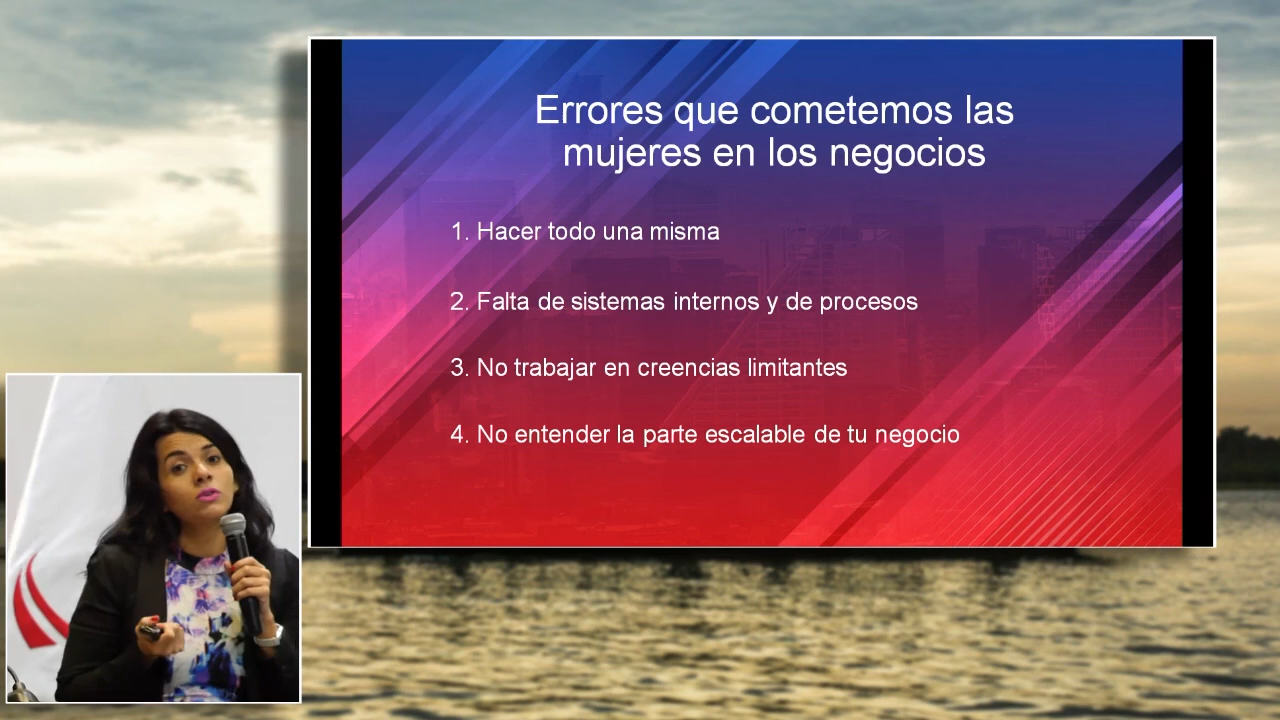 Errores que cometemos las
mujeres en los negocios
1. Hacer todo una misma
2. Falta de sistemas internos y de procesos
3. No trabajar en creencias limitantes
4. No entender la parte escalable de tu negocio